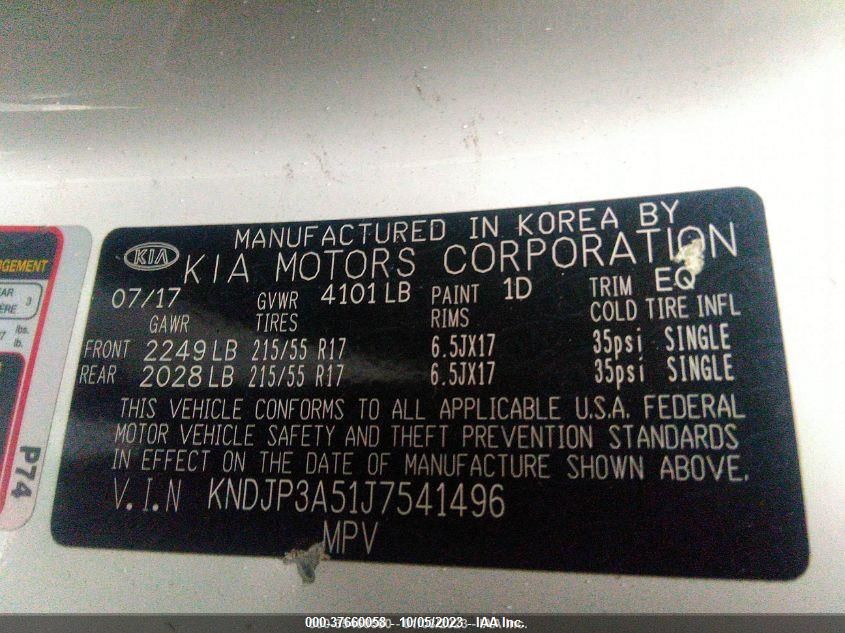 MANUFACTURED IN KOREA BY
KIA KIA MOTORS CORPORATION
07/17 GVWR 4101 LB PAINT 1D TRIM EQ
GAWR TIRES RIMS COLD TIRE INFL
FRONT 2249 LB 215/55 R17 6.5JX17 35psi SINGLE
REAR 2028 LB 215/55 R17 6.5JX17 35psi SINGLE
THIS VEHICLE CONFORMS TO ALL APPLICABLE U.S.A. FEDERAL
MOTOR VEHICLE SAFETY AND THEFT PREVENTION STANDARDS
IN EFFECT ON THE DATE OF MANUFACTURE SHOWN ABOVE.
V.I.N KNDJP3A51J7541496
MPV
3
lbs.
lb.
P74
000-37660058 - 10/05/2023 - IAA Inc.